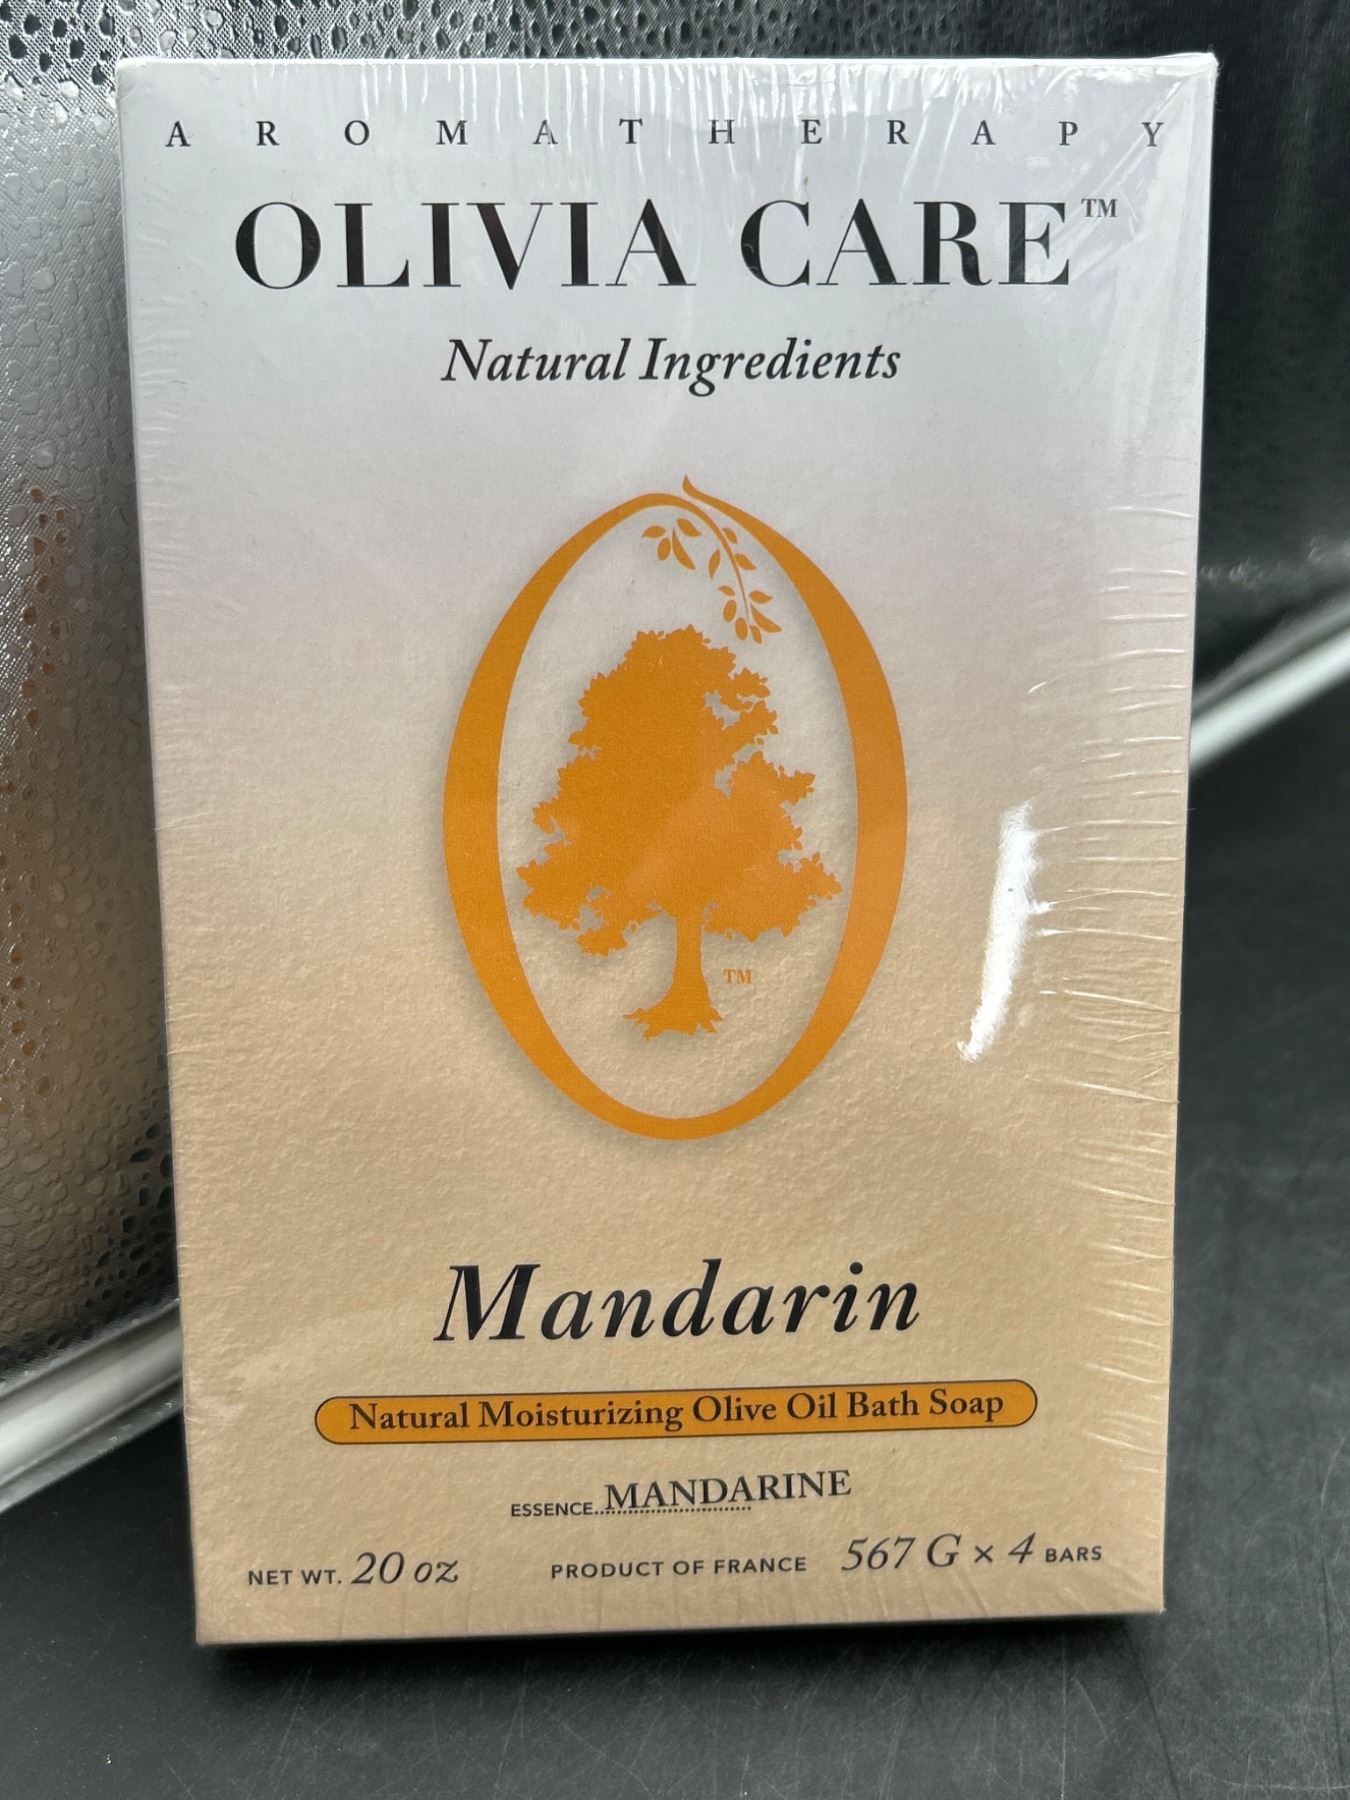 AROMATHERAPY
OLIVIA CARE™
Natural Ingredients
™
Mandarin
Natural Moisturizing Olive Oil Bath Soap
ESSENCE..MANDARINE
NET WT. 20 oz PRODUCT OF FRANCE 567 G × 4 BARS